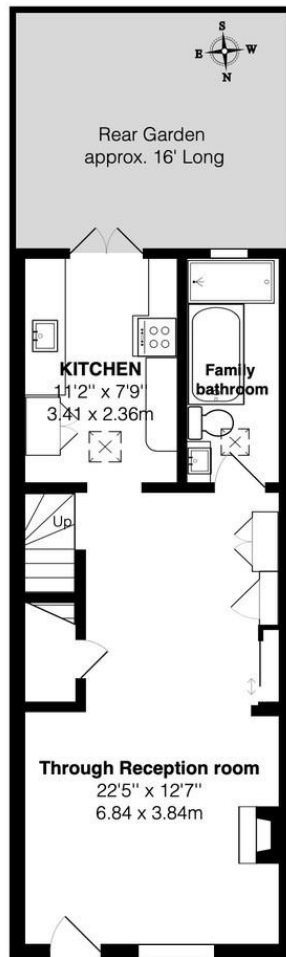 S
E W
N
Rear Garden
approx. 16' Long
KITCHEN
11'2" x 7'9"
3.41 x 2.36m
Family
bathroom
Up
Through Reception room
22'5" x 12'7"
6.84 x 3.84m